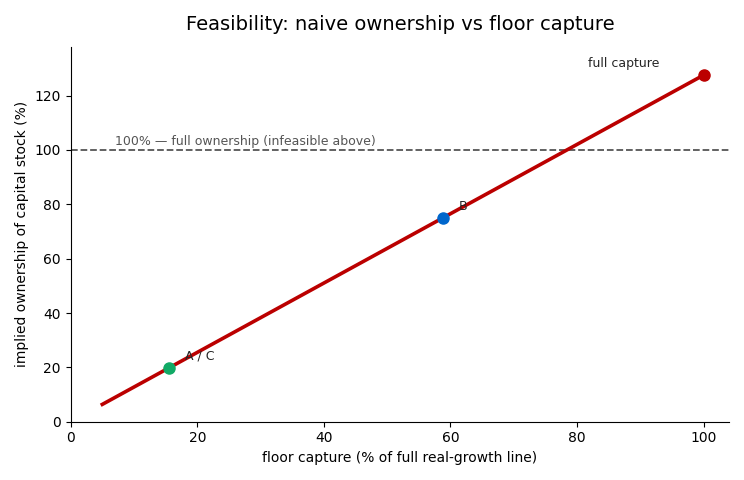 Feasibility: naive ownership vs floor capture
full capture
120
100% — full ownership (infeasible above)
100
80
B
60
40
A / C
20
0
implied ownership of capital stock (%)
0 20 40 60 80 100
floor capture (% of full real-growth line)